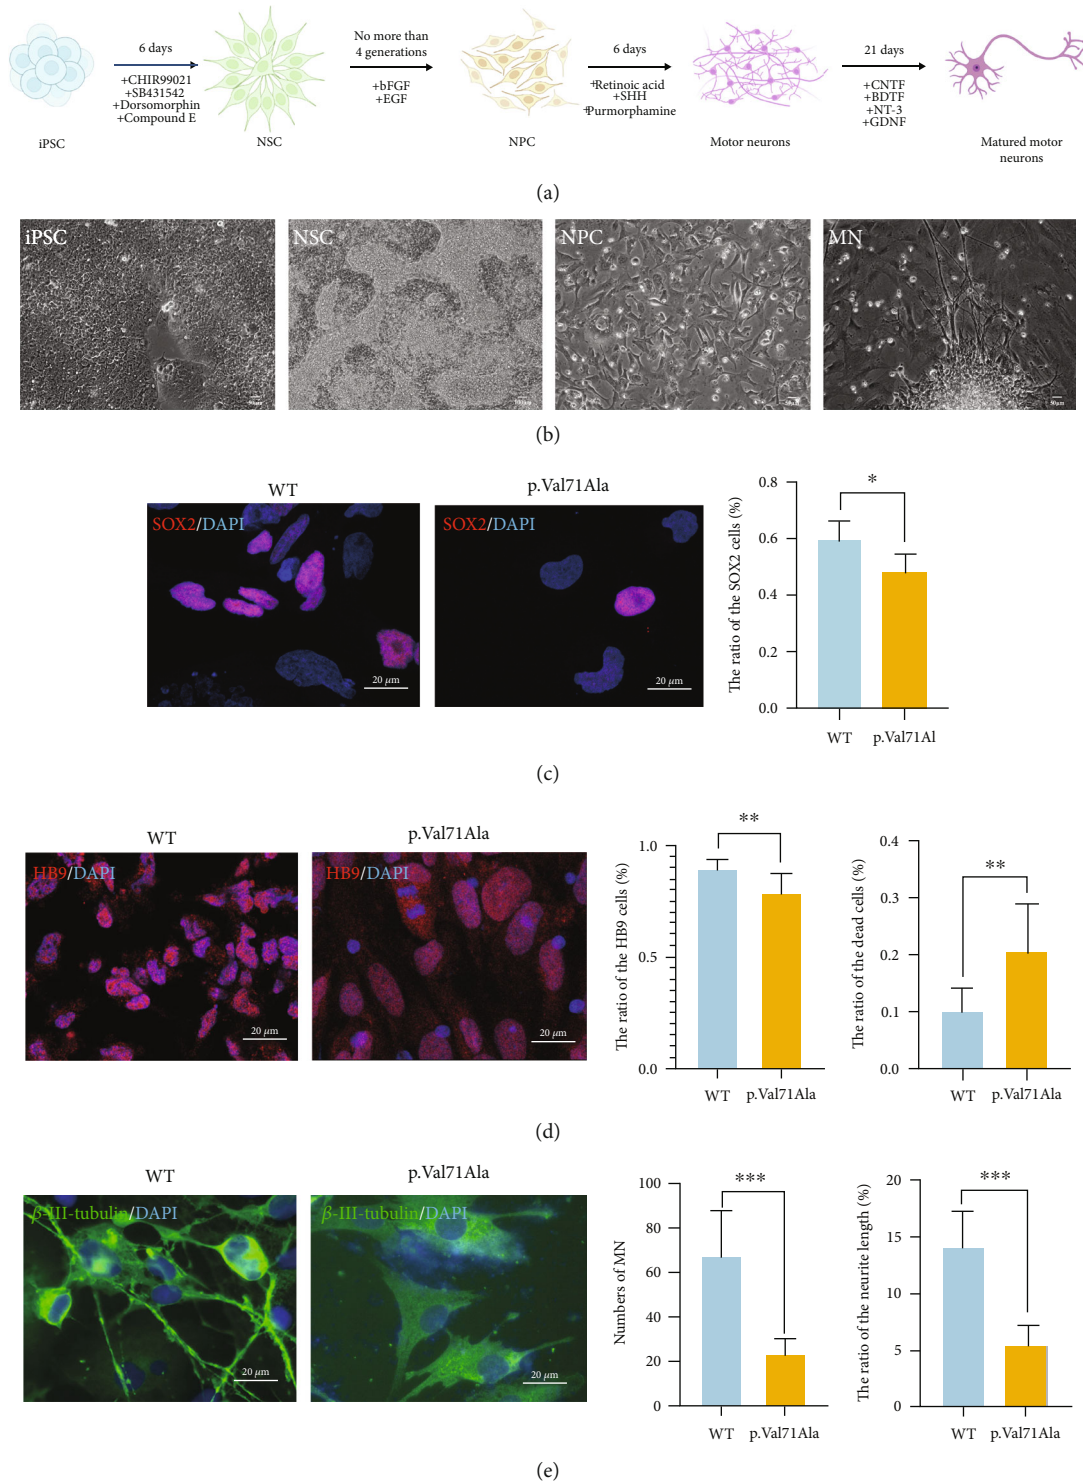 6 days
+CHIR99021
+SB431542
+Dorsomorphin
+Compound E
No more than
4 generations
+bFGF
+EGF
6 days
+Retinoic acid
+SHH
+Purmorphamine
21 days
+CNTF
+BDTF
+NT-3
+GDNF
iPSC
NSC
NPC
Motor neurons
Matured motor
neurons
(a)
iPSC
NSC
NPC
MN
50 μm
50 μm
50 μm
(b)
WT
p.Val71Ala
SOX2/DAPI
20 μm
SOX2/DAPI
20 μm
The ratio of the SOX2 cells (%)
0.8
0.6
0.4
0.2
0.0
*
WT
p.Val71Al
(c)
WT
p.Val71Ala
HB9/DAPI
20 μm
HB9/DAPI
20 μm
The ratio of the HB9 cells (%)
1.0
0.5
0.0
**
WT
p.Val71Ala
The ratio of the dead cells (%)
0.4
0.3
0.2
0.1
0.0
**
WT
p.Val71Ala
(d)
WT
p.Val71Ala
β-III-tubulin/DAPI
20 μm
β-III-tubulin/DAPI
20 μm
Numbers of MN
100
80
60
40
20
0
***
WT
p.Val71Ala
The ratio of the neurite length (%)
20
15
10
5
0
***
WT
p.Val71Ala
(e)